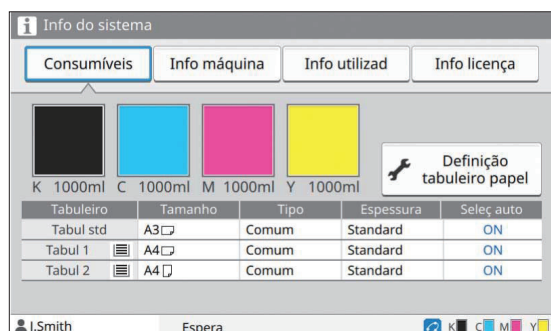 i Info do sistema
Consumíveis Info máquina Info utilizad Info licença
K 1000ml C 1000ml M 1000ml Y 1000ml
Definição
tabuleiro papel
Tabuleiro Tamanho Tipo Espessura Seleç auto
Tabul std A3 Comum Standard ON
Tabul 1 A4 Comum Standard ON
Tabul 2 A4 Comum Standard ON
J.Smith Espera K C M Y